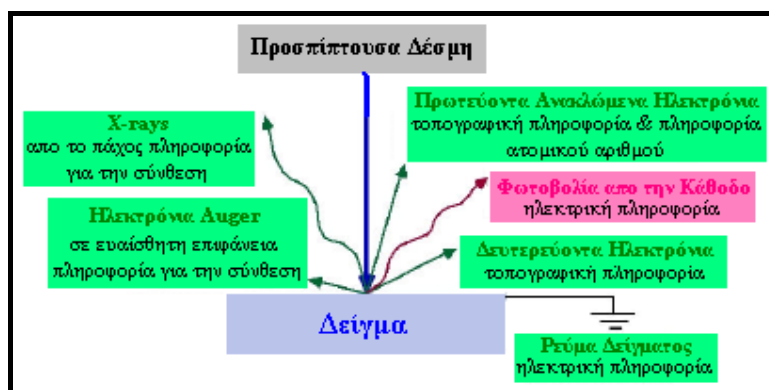 Προσπίπτουσα Δέσμη
X-rays
απο το πάχος πληροφορία
για την σύνθεση
Ηλεκτρόνια Auger
σε ευαίσθητη επιφάνεια
πληροφορία για την σύνθεση
Πρωτεύοντα Ανακλώμενα Ηλεκτρόνια
τοπογραφική πληροφορία & πληροφορία
ατομικού αριθμού
Φωτοβολία απο την Κάθοδο
ηλεκτρική πληροφορία
Δευτερεύοντα Ηλεκτρόνια
τοπογραφική πληροφορία
Δείγμα
Ρεύμα Δείγματος
ηλεκτρική πληροφορία